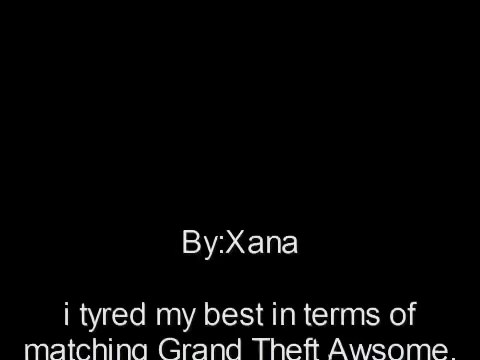 By:Xana
i tyred my best in terms of
matching Grand Theft Awsome.